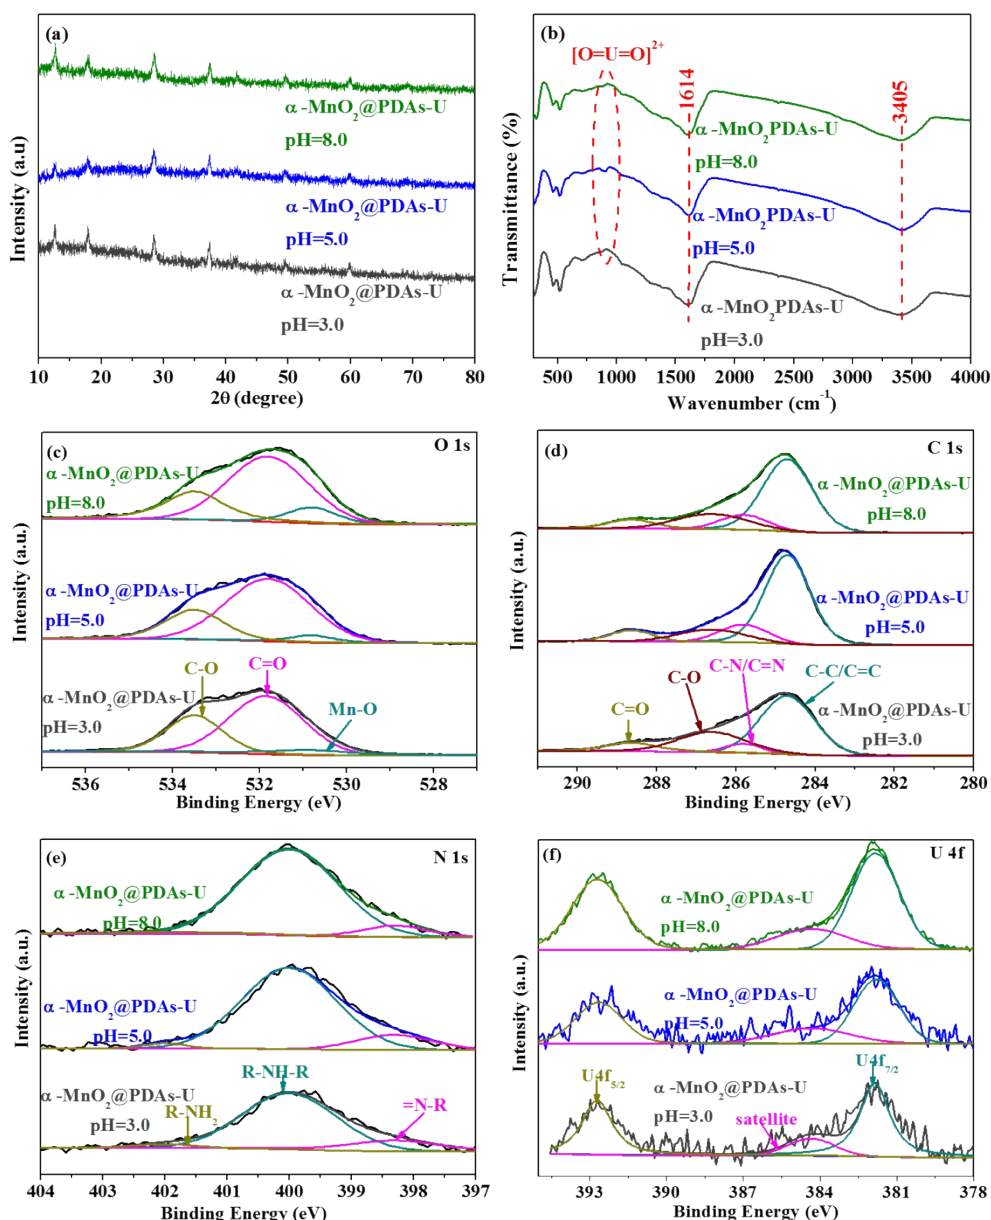 (a)
α-MnO2@PDAs-U
pH=8.0
α-MnO2@PDAs-U
pH=5.0
α-MnO2@PDAs-U
pH=3.0
Intensity (a.u)
10 20 30 40 50 60 70 80
2θ (degree)
(b)
[O=U=O]2+
1614
3405
α-MnO2PDAs-U
pH=8.0
α-MnO2PDAs-U
pH=5.0
α-MnO2PDAs-U
pH=3.0
Transmittance (%)
500 1000 1500 2000 2500 3000 3500 4000
Wavenumber (cm-1)
(c)
O 1s
α-MnO2@PDAs-U
pH=8.0
α-MnO2@PDAs-U
pH=5.0
C-O
C=O
α-MnO2@PDAs-U
Mn-O
pH=3.0
Intensity (a.u.)
536 534 532 530 528
Binding Energy (eV)
(d)
C 1s
α-MnO2@PDAs-U
pH=8.0
α-MnO2@PDAs-U
pH=5.0
C-N/C=N
C-O
C-C/C=C
C=O
α-MnO2@PDAs-U
pH=3.0
Intensity (a.u.)
290 288 286 284 282 280
Binding Energy (eV)
(e)
N 1s
α-MnO2@PDAs-U
pH=8.0
α-MnO2@PDAs-U
pH=5.0
R-NH-R
α-MnO2@PDAs-U
R-NH2
=N-R
pH=3.0
Intensity (a.u.)
404 402 401 400 399 398 397
Binding Energy (eV)
(f)
U 4f
α-MnO2@PDAs-U
pH=8.0
α-MnO2@PDAs-U
pH=5.0
U4f5/2
U4f7/2
α-MnO2@PDAs-U
pH=3.0
satellite
Intensity (a.u.)
393 390 387 384 381 378
Binding Energy (eV)